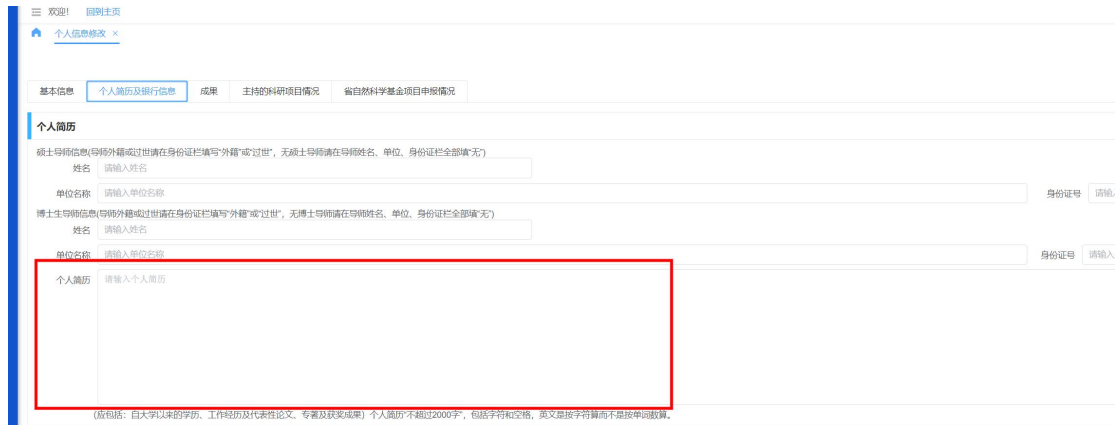 欢迎! 回到主页
个人信息修改 ×
基本信息 个人简历及银行信息 成果 主持的科研项目情况 省自然科学基金项目申报情况
个人简历
硕士导师信息(导师外籍或过世请在身份证栏填写“外籍”或“过世”，无硕士导师请在导师姓名、单位、身份证栏全部填“无”)
姓名 请输入姓名
单位名称 请输入单位名称 身份证号 请输
博士生导师信息(导师外籍或过世请在身份证栏填写“外籍”或“过世”，无博士导师请在导师姓名、单位、身份证栏全部填“无”)
姓名 请输入姓名
单位名称 请输入单位名称 身份证号 请输入
个人简历 请输入个人简历
(应包括：自大学以来的学历、工作经历及代表性论文、专著及获奖成果）个人简历“不超过2000字”，包括字符和空格，英文是按字符算而不是按单词数算。